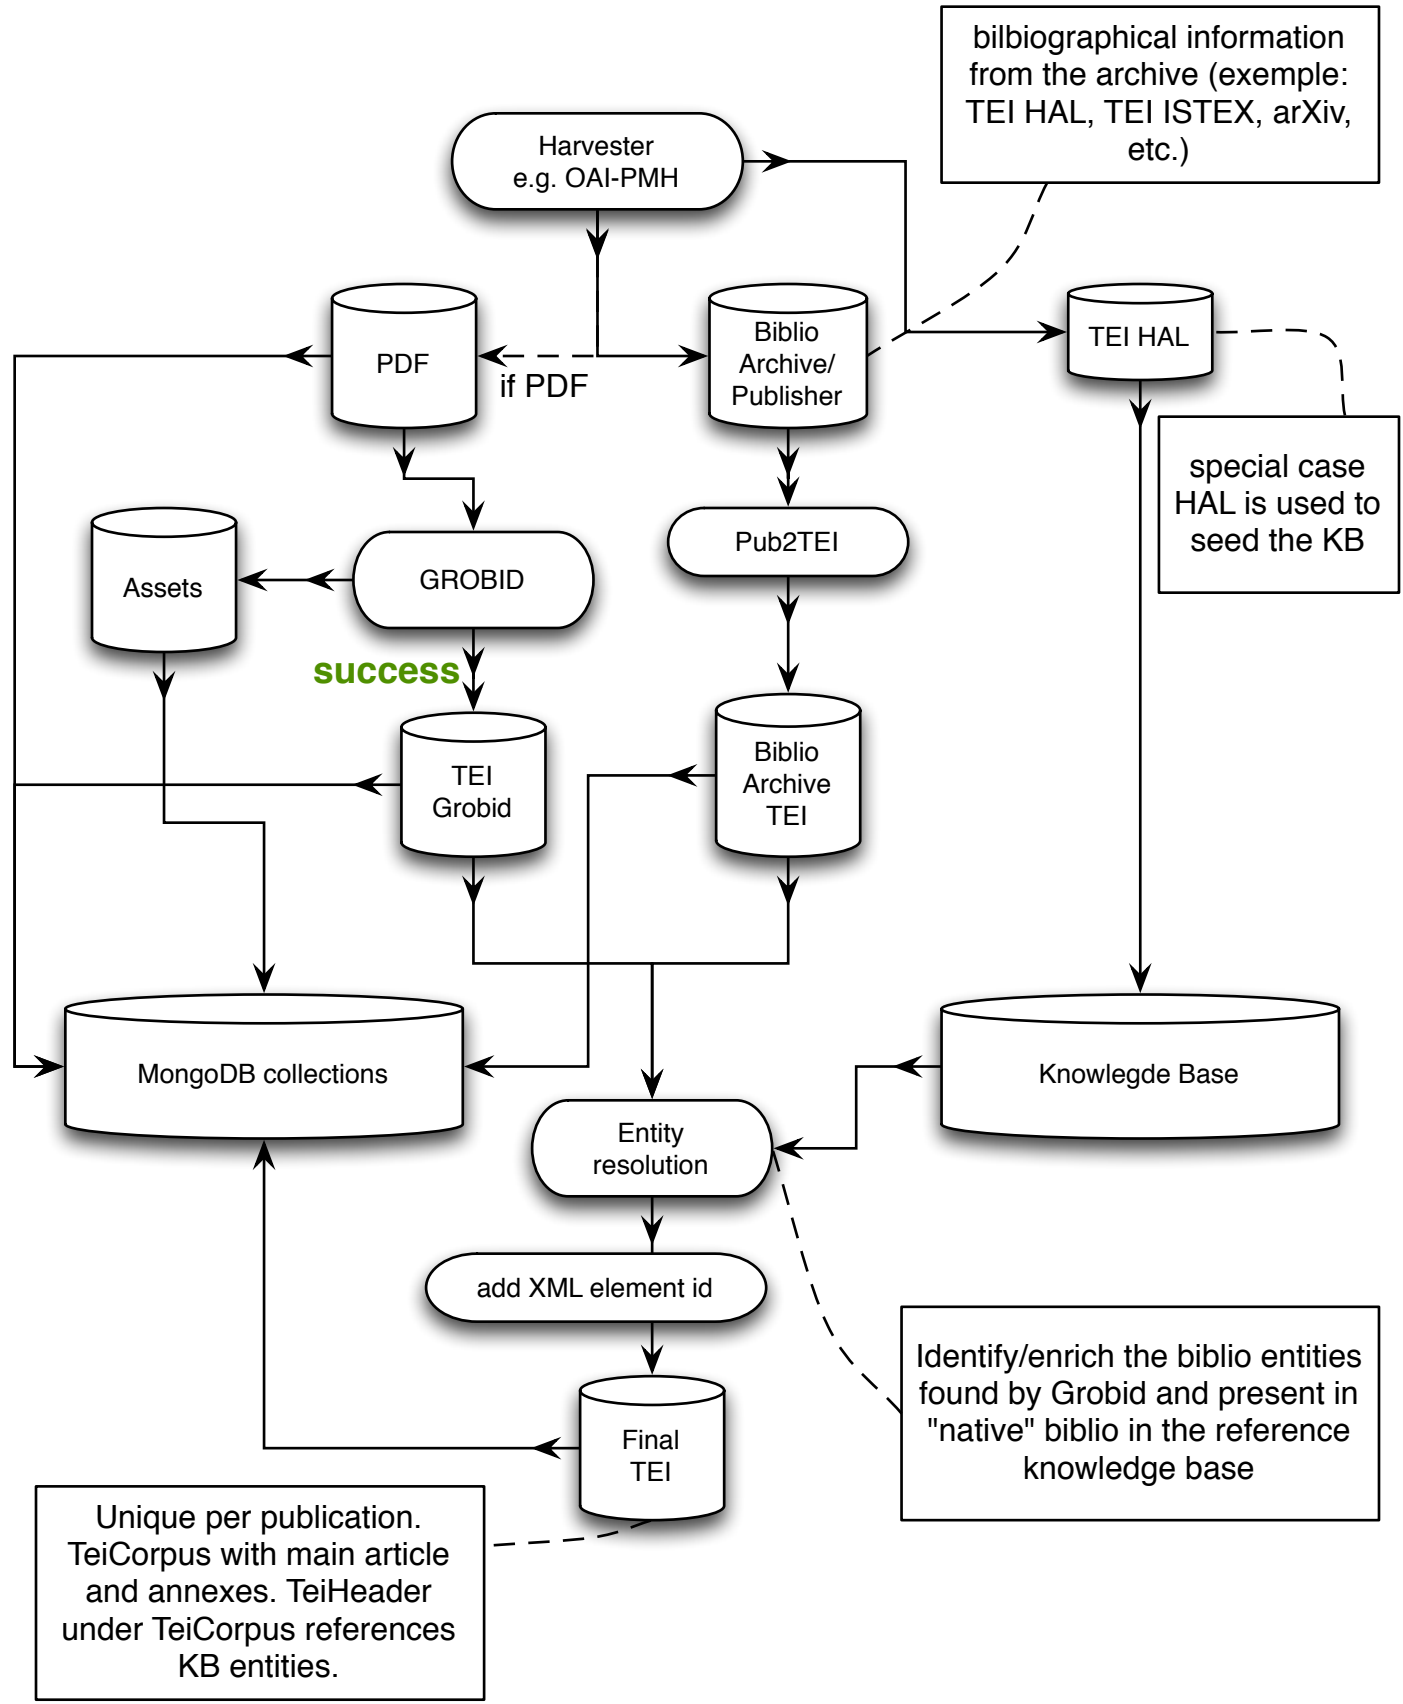 bilbiographical information
from the archive (exemple:
TEI HAL, TEI ISTEX, arXiv,
etc.)
Harvester
e.g. OAI-PMH
PDF
if PDF
Biblio
Archive/
Publisher
TEI HAL
special case
HAL is used to
seed the KB
Assets
GROBID
Pub2TEI
success
TEI
Grobid
Biblio
Archive
TEI
MongoDB collections
Knowlegde Base
Entity
resolution
add XML element id
Identify/enrich the biblio entities
found by Grobid and present in
"native" biblio in the reference
knowledge base
Final
TEI
Unique per publication.
TeiCorpus with main article
and annexes. TeiHeader
under TeiCorpus references
KB entities.